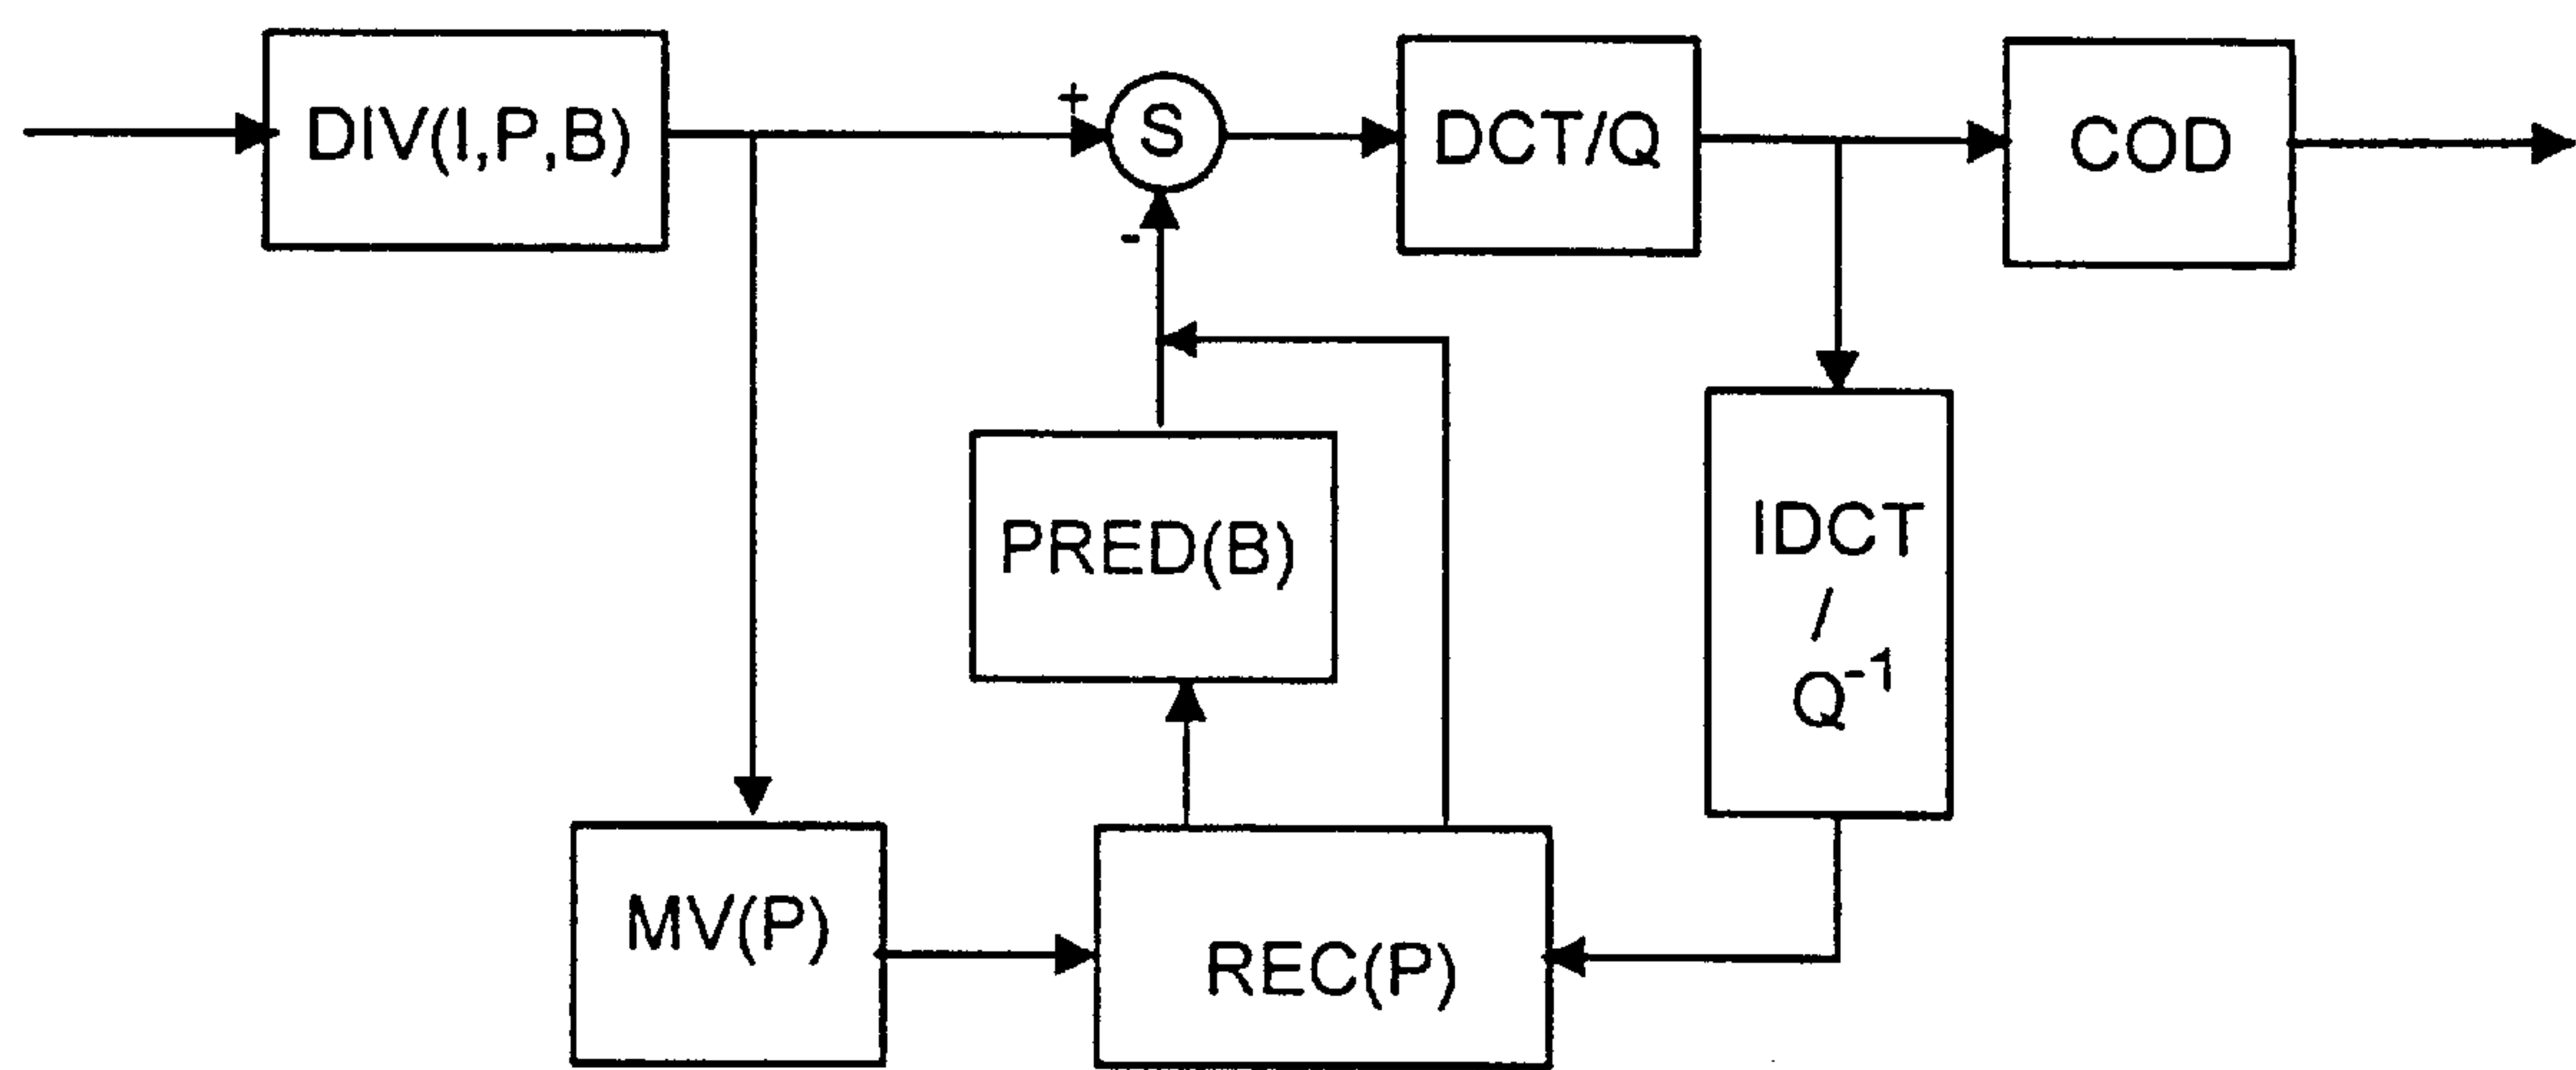 DIV(I,P,B)
+
S
-
DCT/Q
COD
PRED(B)
IDCT
/
Q⁻¹
MV(P)
REC(P)